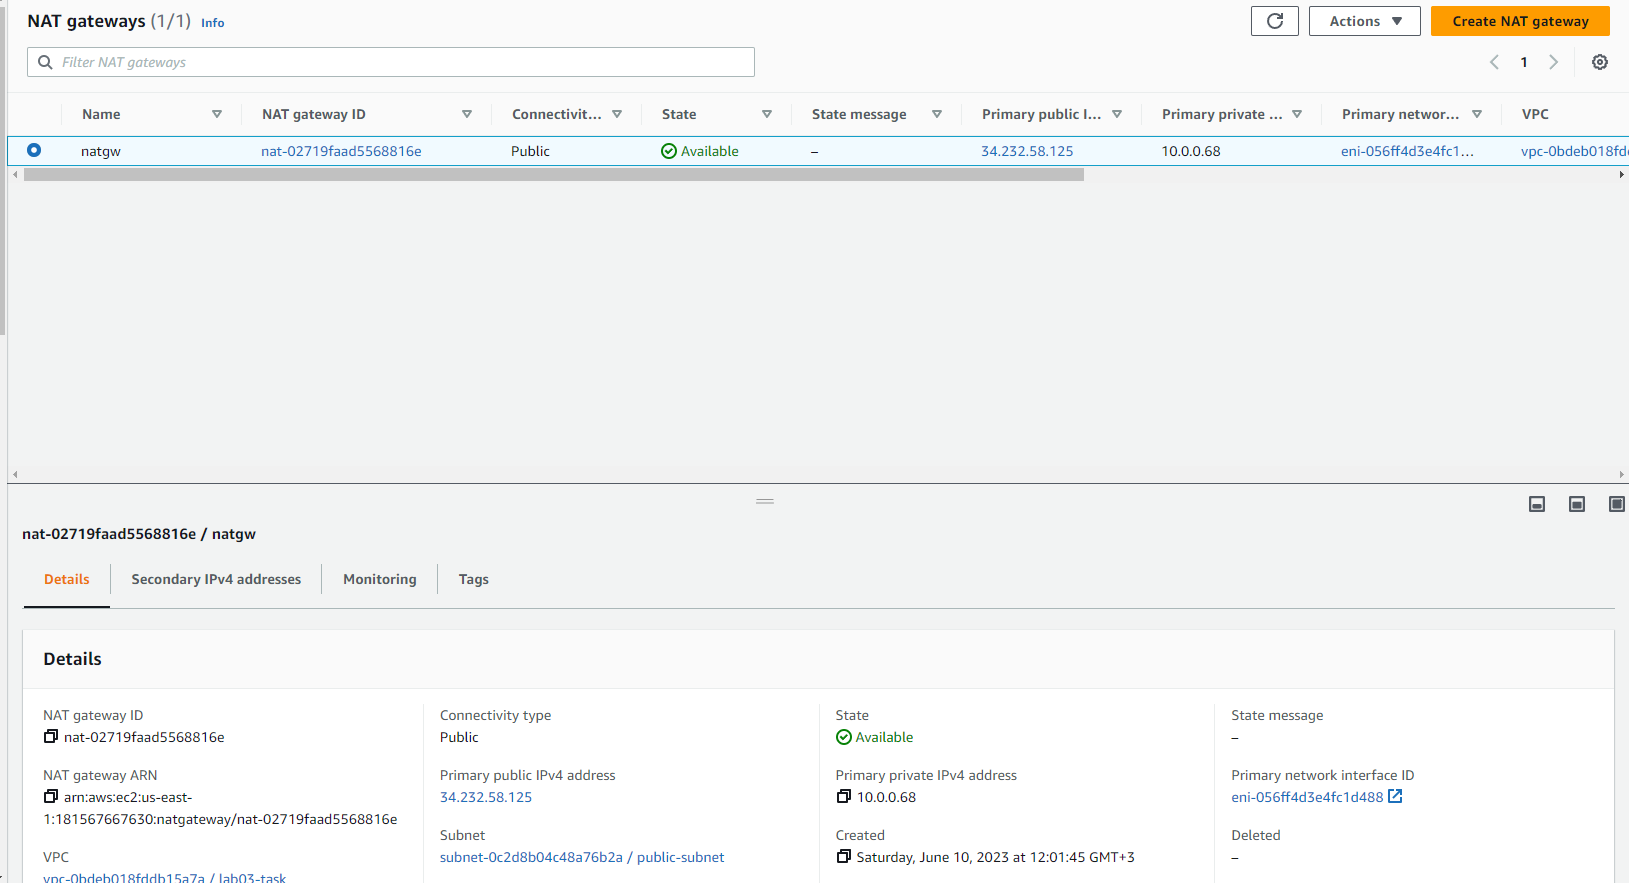 NAT gateways (1/1) Info
Actions
Create NAT gateway
Filter NAT gateways
1
Name NAT gateway ID Connectivit... State State message Primary public I... Primary private ... Primary networ... VPC
natgw nat-02719faad5568816e Public Available – 34.232.58.125 10.0.0.68 eni-056ff4d3e4fc1... vpc-0bdeb018fd
nat-02719faad5568816e / natgw
Details Secondary IPv4 addresses Monitoring Tags
Details
NAT gateway ID
nat-02719faad5568816e
Connectivity type
Public
State
Available
State message
–
NAT gateway ARN
arn:aws:ec2:us-east-
1:181567667630:natgateway/nat-02719faad5568816e
Primary public IPv4 address
34.232.58.125
Primary private IPv4 address
10.0.0.68
Primary network interface ID
eni-056ff4d3e4fc1d488
VPC
vpc-0bdeb018fddb15a7a / lab03-task
Subnet
subnet-0c2d8b04c48a76b2a / public-subnet
Created
Saturday, June 10, 2023 at 12:01:45 GMT+3
Deleted
–